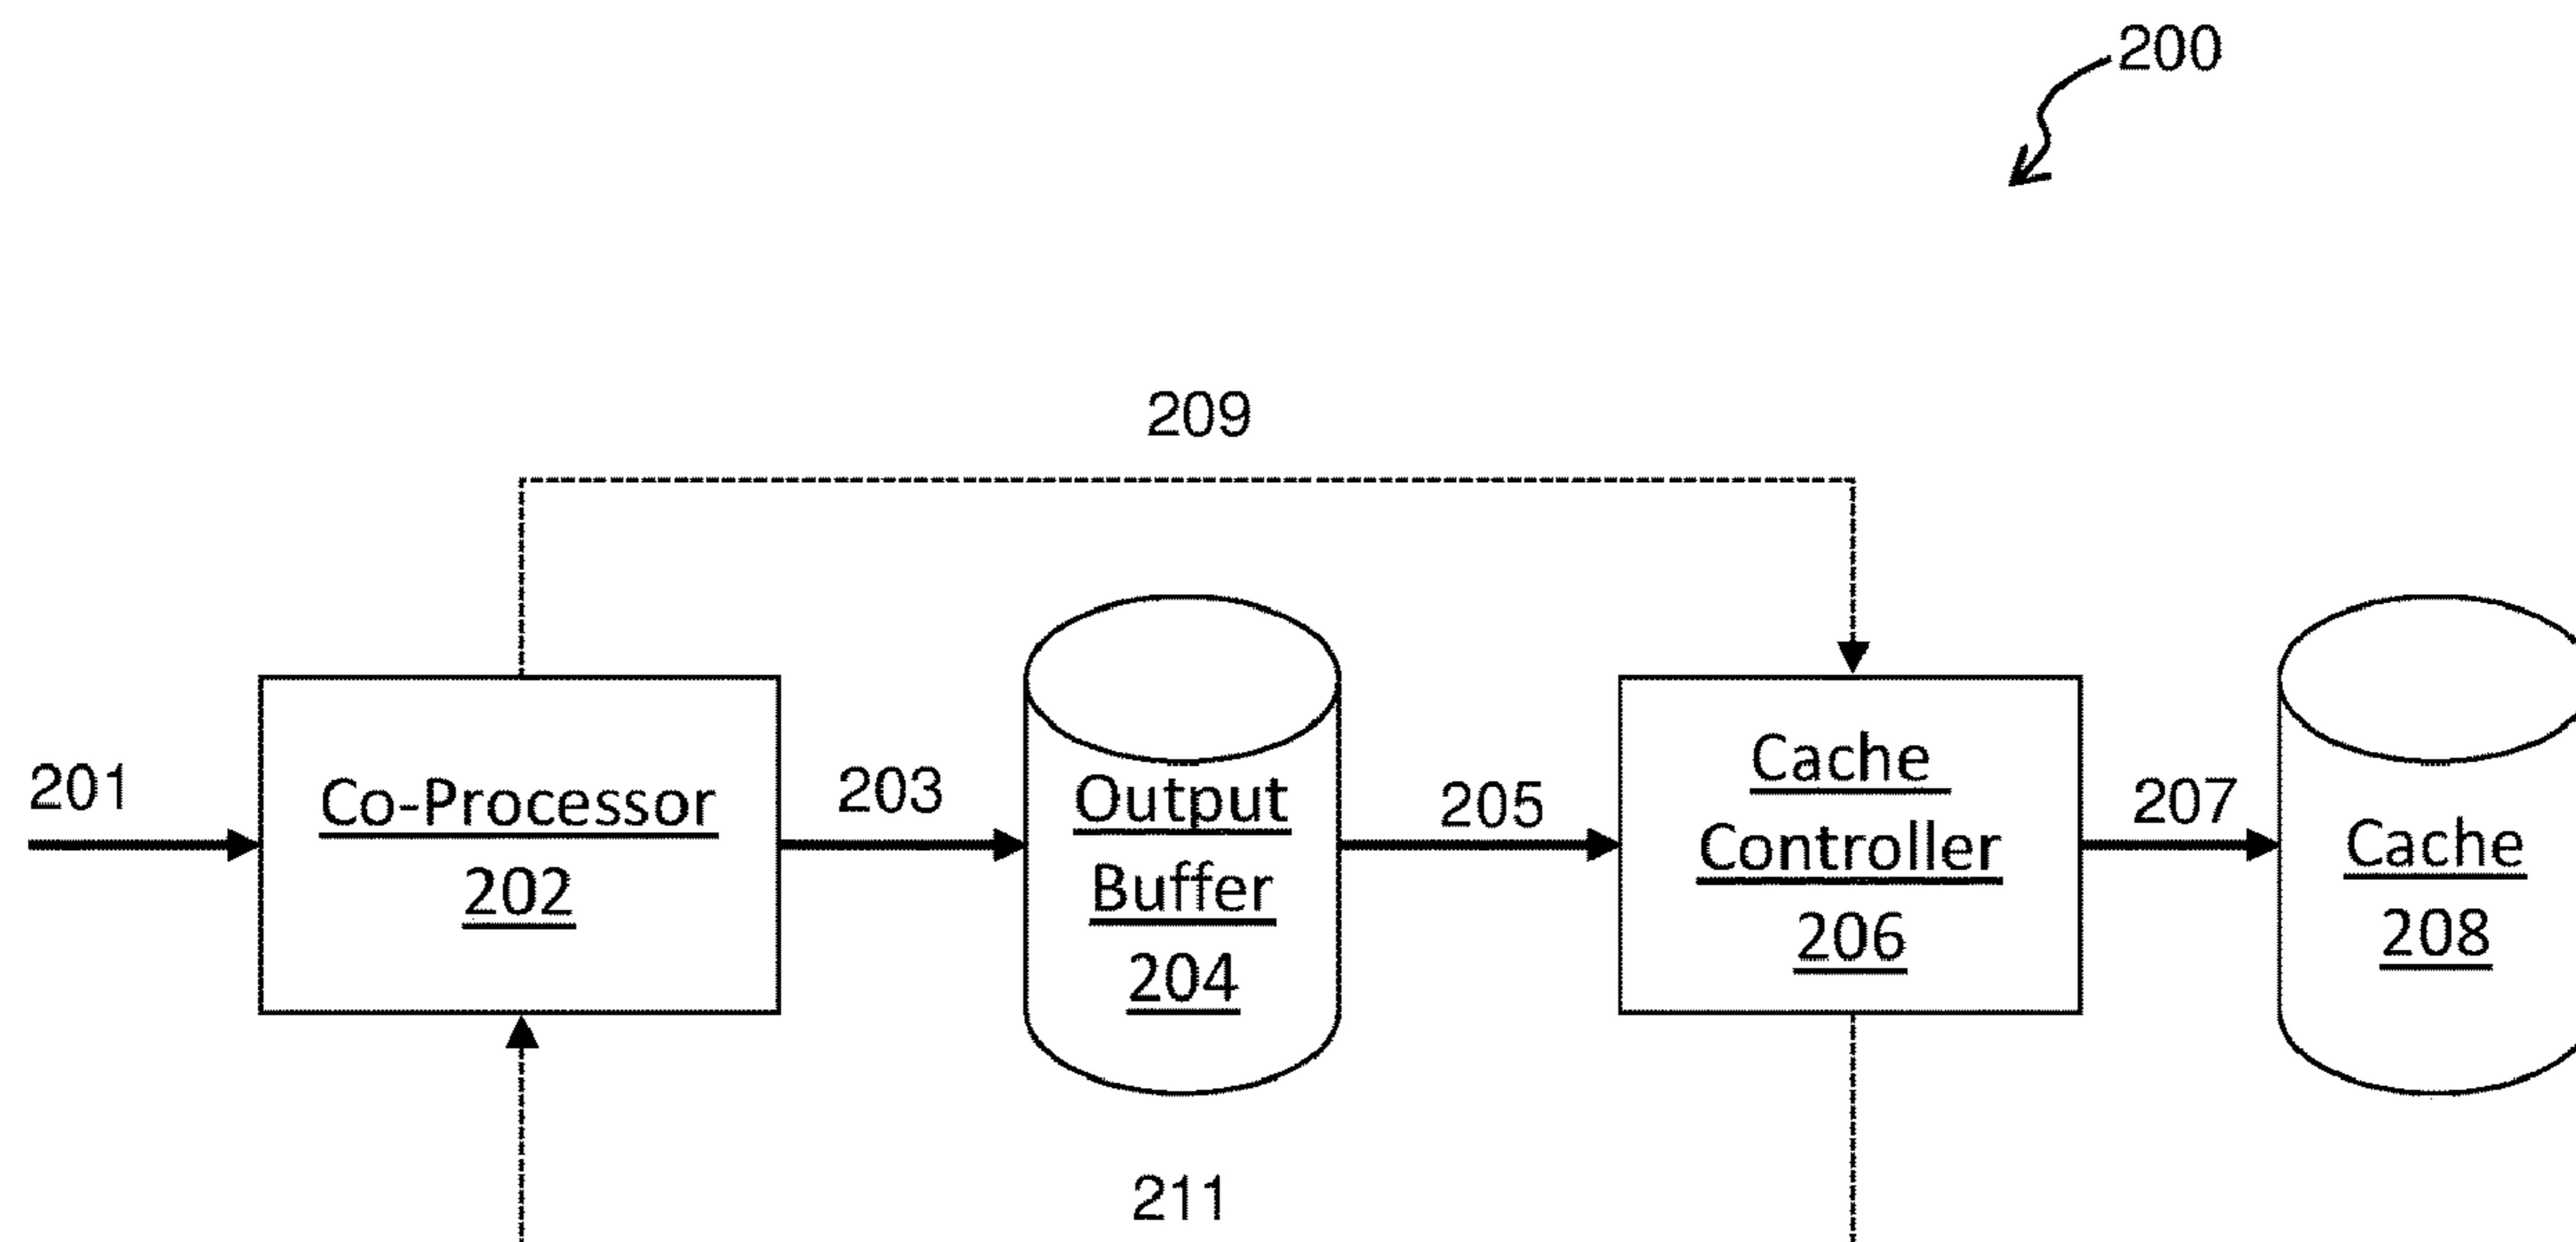 200
209
201
Co-Processor
202
203
Output
Buffer
204
205
Cache
Controller
206
207
Cache
208
211